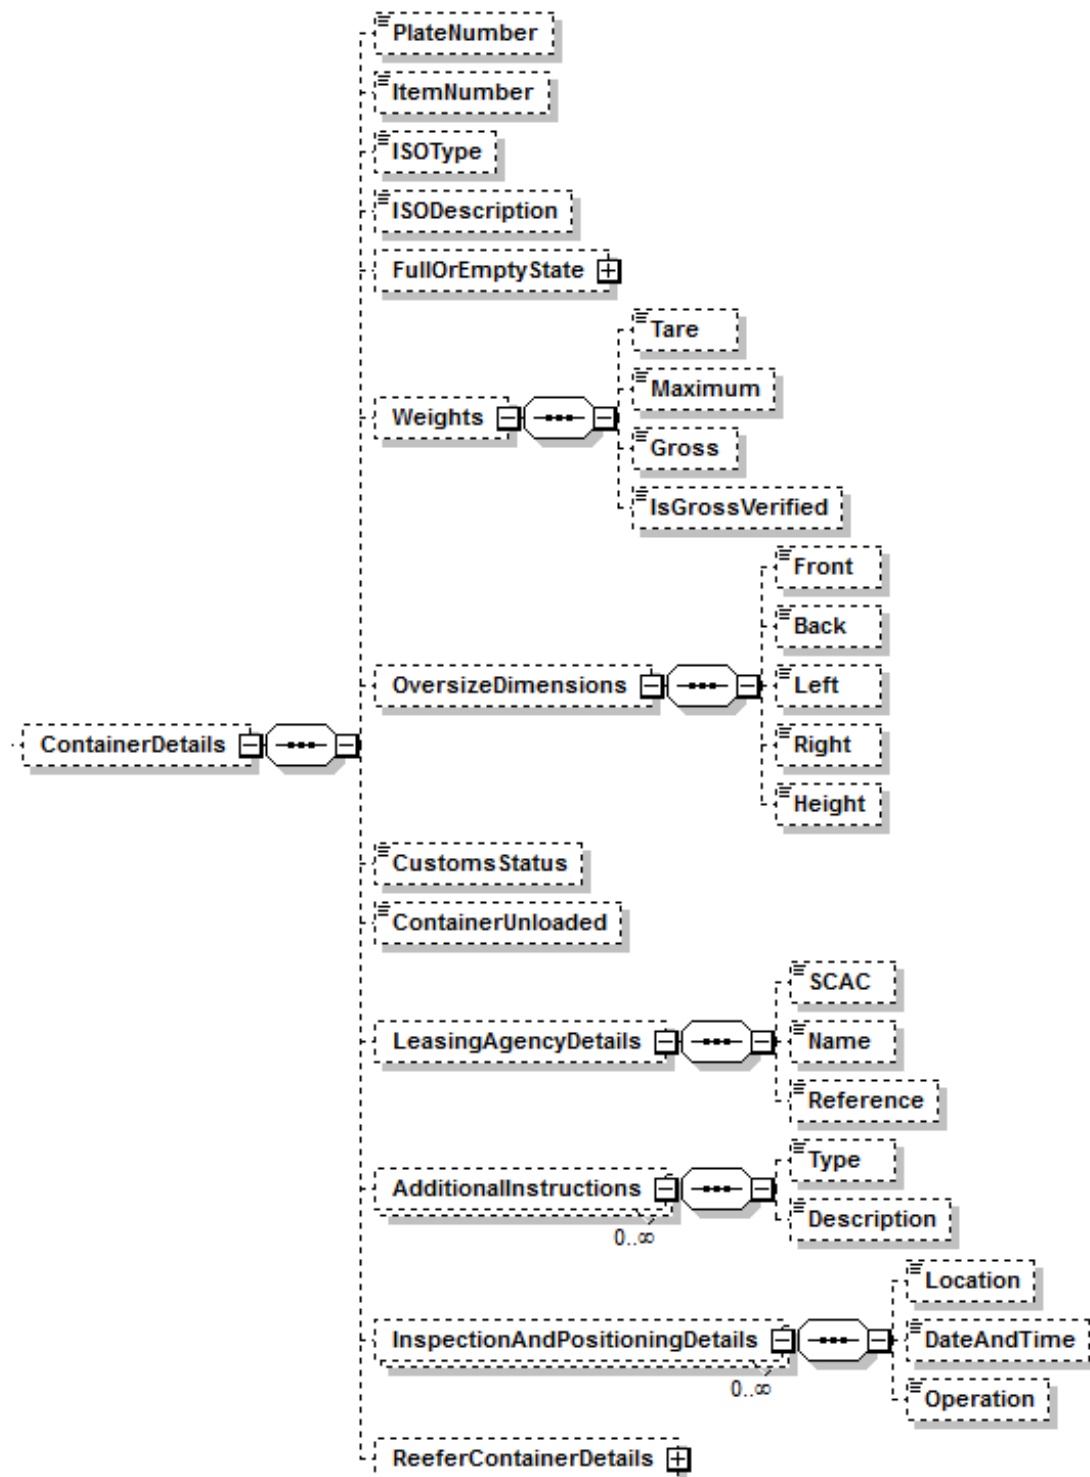 PlateNumber
ItemNumber
ISOType
ISODescription
FullOrEmptyState
Tare
Maximum
Weights
Gross
IsGrossVerified
Front
Back
OversizeDimensions
Left
ContainerDetails
Right
Height
CustomsStatus
ContainerUnloaded
SCAC
LeasingAgencyDetails
Name
Reference
Type
AdditionalInstructions
Description
0..∞
Location
InspectionAndPositioningDetails
DateAndTime
0..∞
Operation
ReeferContainerDetails